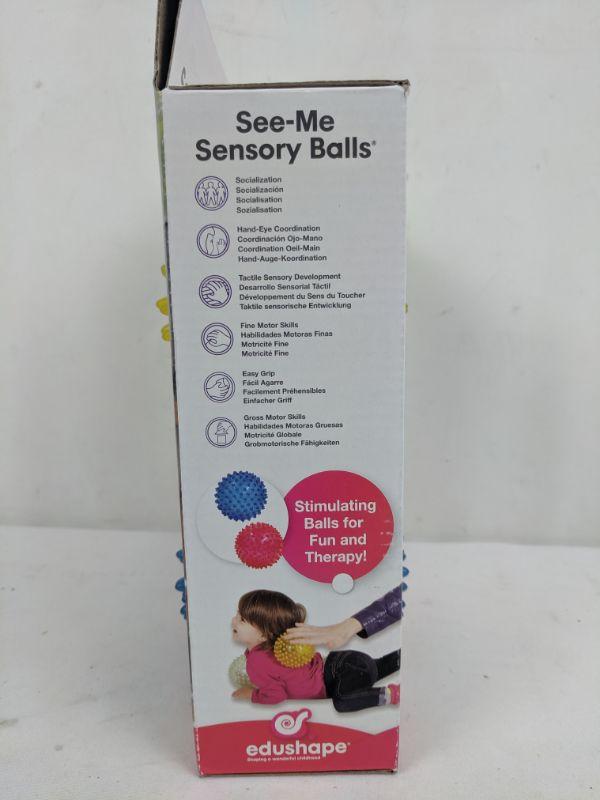 See-Me
Sensory Balls®
Socialization
Socialización
Socialisation
Sozialisation
Hand-Eye Coordination
Coordinación Ojo-Mano
Coordination Oeil-Main
Hand-Auge-Koordination
Tactile Sensory Development
Desarrollo Sensorial Táctil
Développement du Sens du Toucher
Taktile sensorische Entwicklung
Fine Motor Skills
Habilidades Motoras Finas
Motricité Fine
Motricité Fine
Easy Grip
Fácil Agarre
Facilement Préhensibles
Einfacher Griff
Gross Motor Skills
Habilidades Motoras Gruesas
Motricité Globale
Grobmotorische Fähigkeiten
Stimulating
Balls for
Fun and
Therapy!
edushape®
Shaping a wonderful childhood